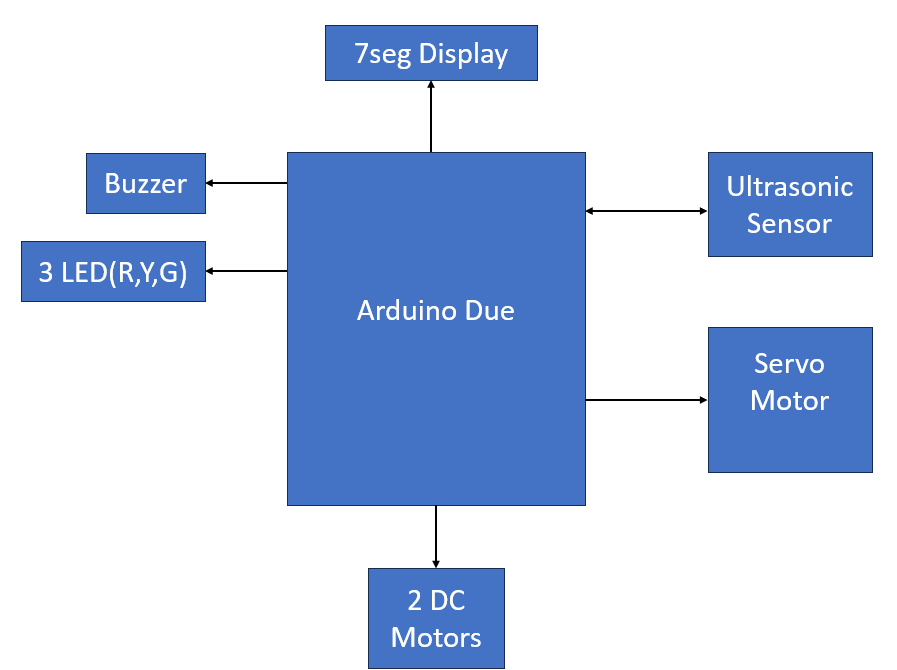 7seg Display
Buzzer
Ultrasonic
Sensor
3 LED(R,Y,G)
Arduino Due
Servo
Motor
2 DC
Motors